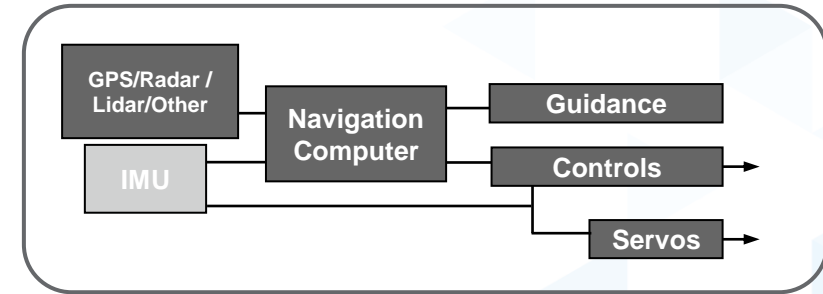 GPS/Radar /
Lidar/Other
IMU
Navigation
Computer
Guidance
Controls
Servos